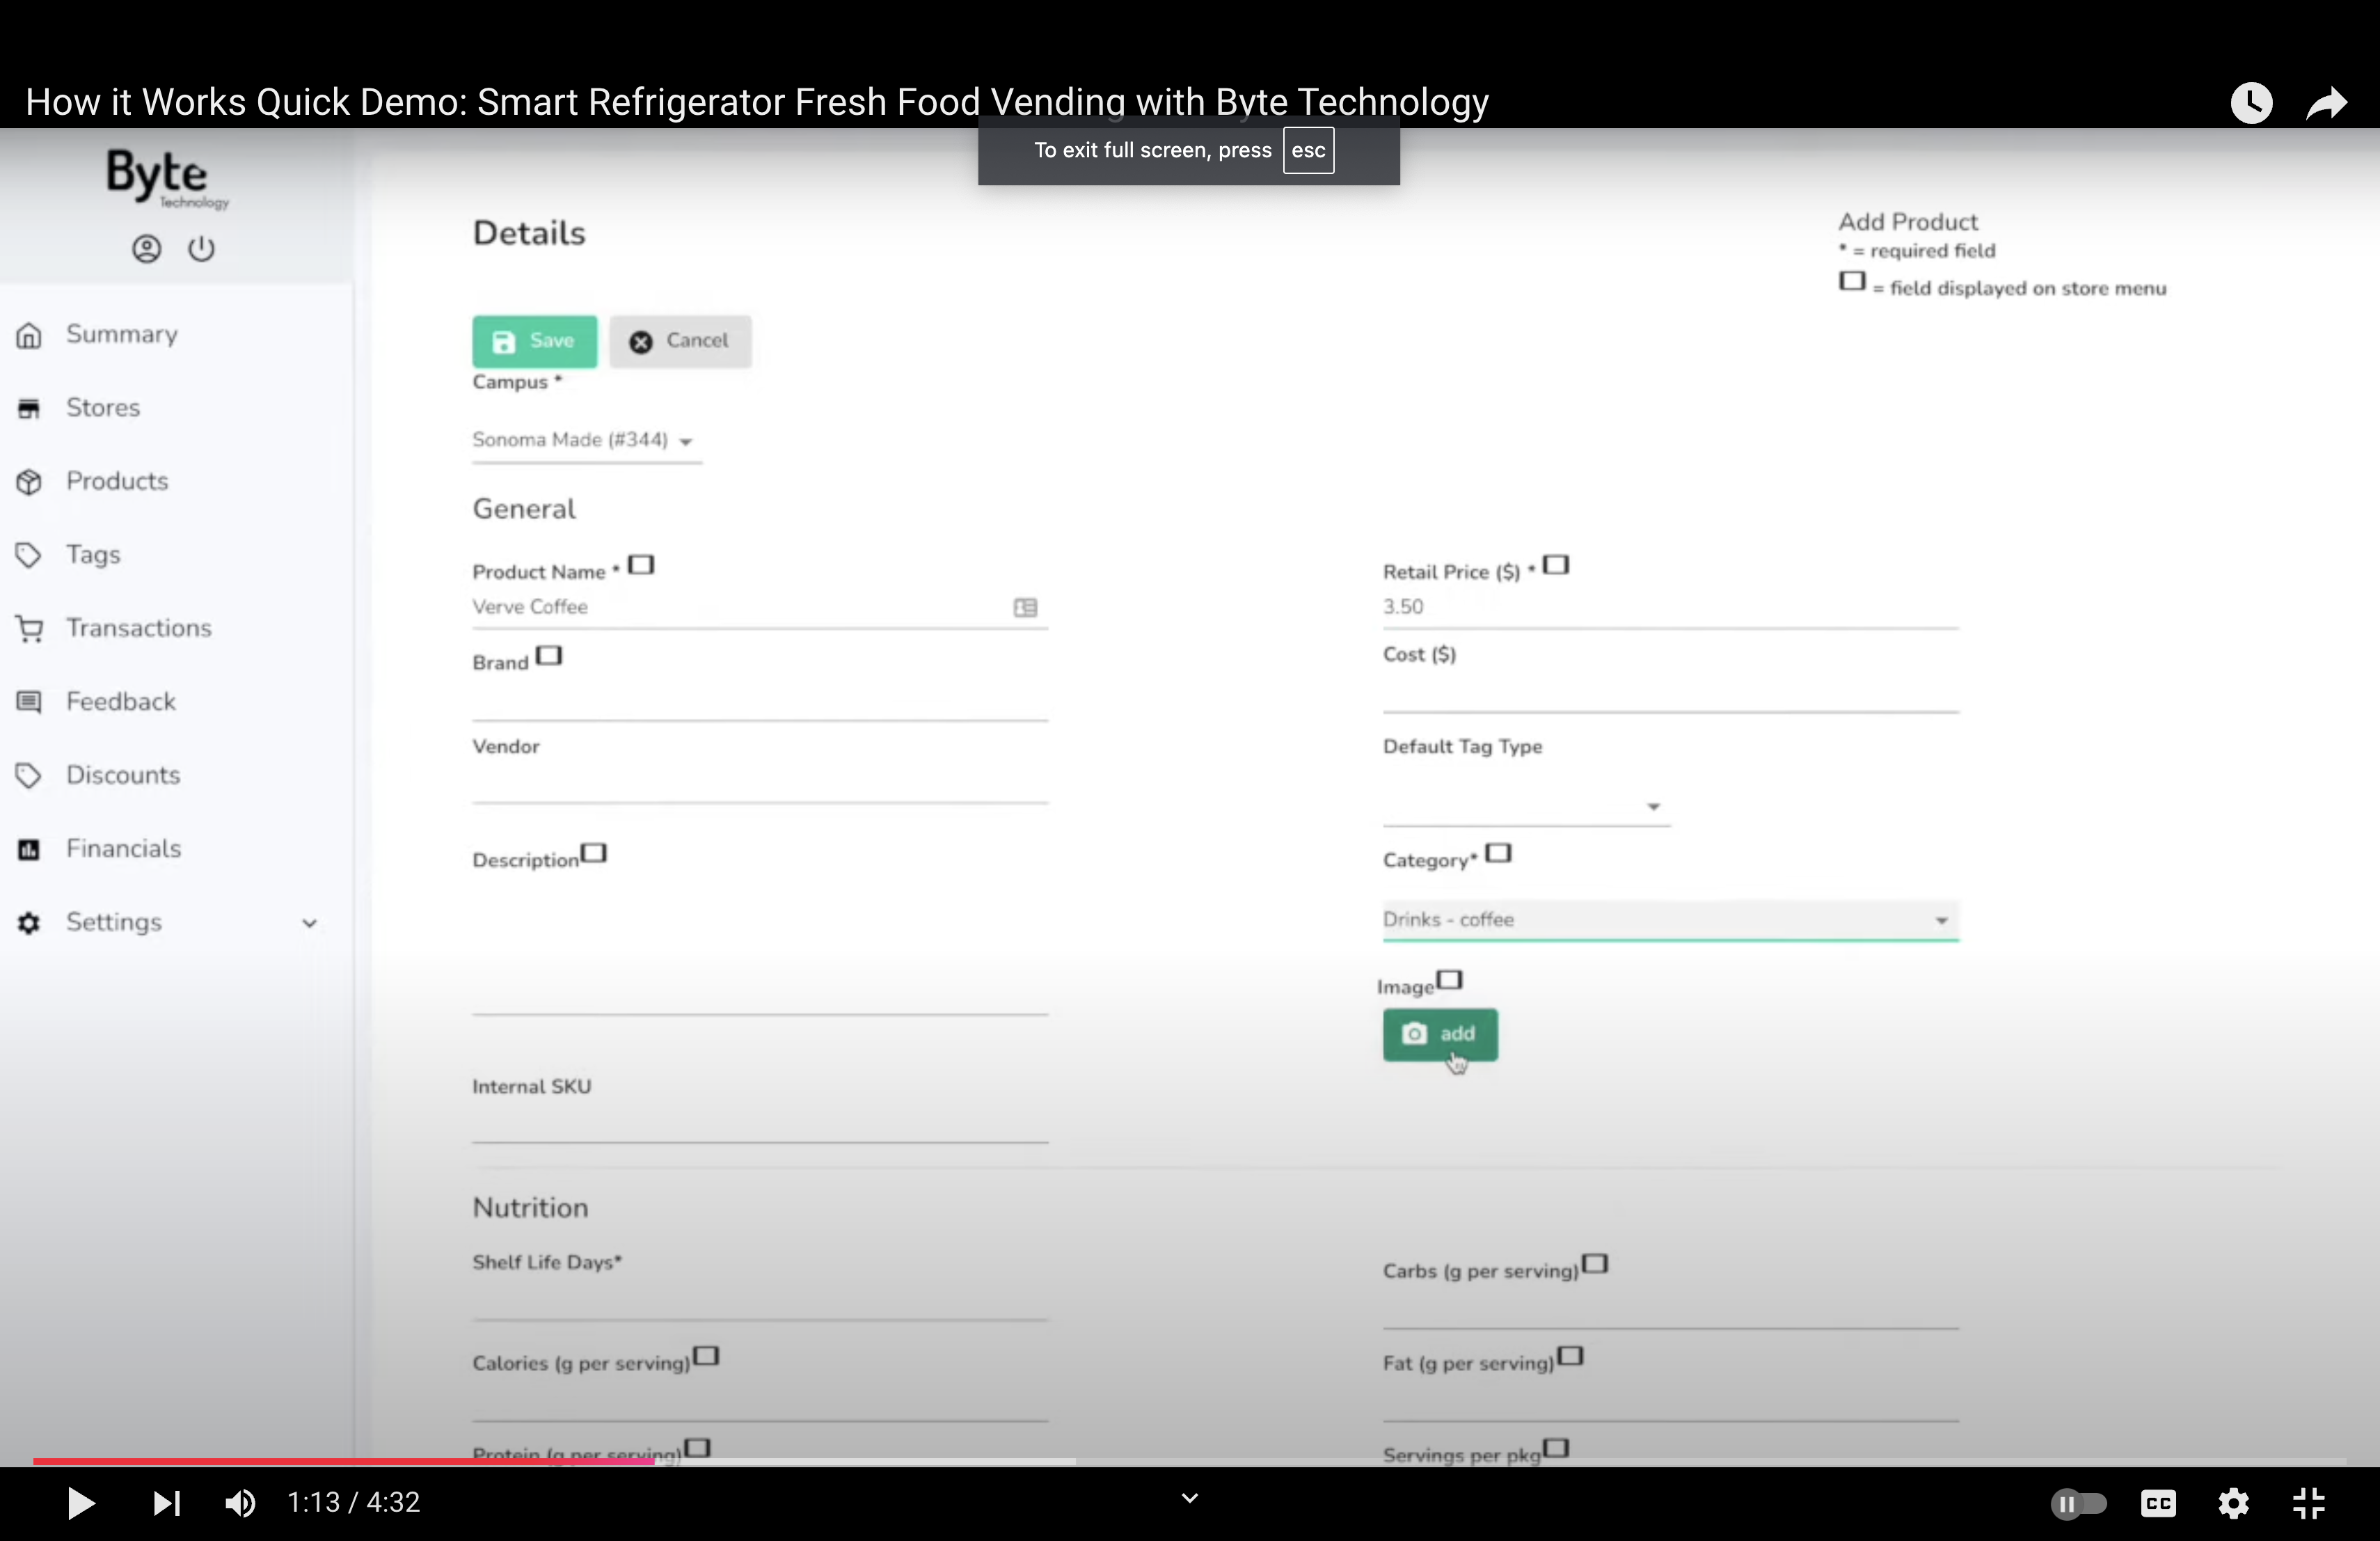 How it Works Quick Demo: Smart Refrigerator Fresh Food Vending with Byte Technology
To exit full screen, press esc
Byte
Technology
Summary
Stores
Products
Tags
Transactions
Feedback
Discounts
Financials
Settings
Details
Add Product
* = required field
= field displayed on store menu
Save
Cancel
Campus *
Sonoma Made (#344)
General
Product Name *
Verve Coffee
Retail Price ($) *
3.50
Brand
Cost ($)
Vendor
Default Tag Type
Description
Category*
Drinks - coffee
Image
add
Internal SKU
Nutrition
Shelf Life Days*
Carbs (g per serving)
Calories (g per serving)
Fat (g per serving)
Protein (g per serving)
Servings per pkg
1:13 / 4:32
CC